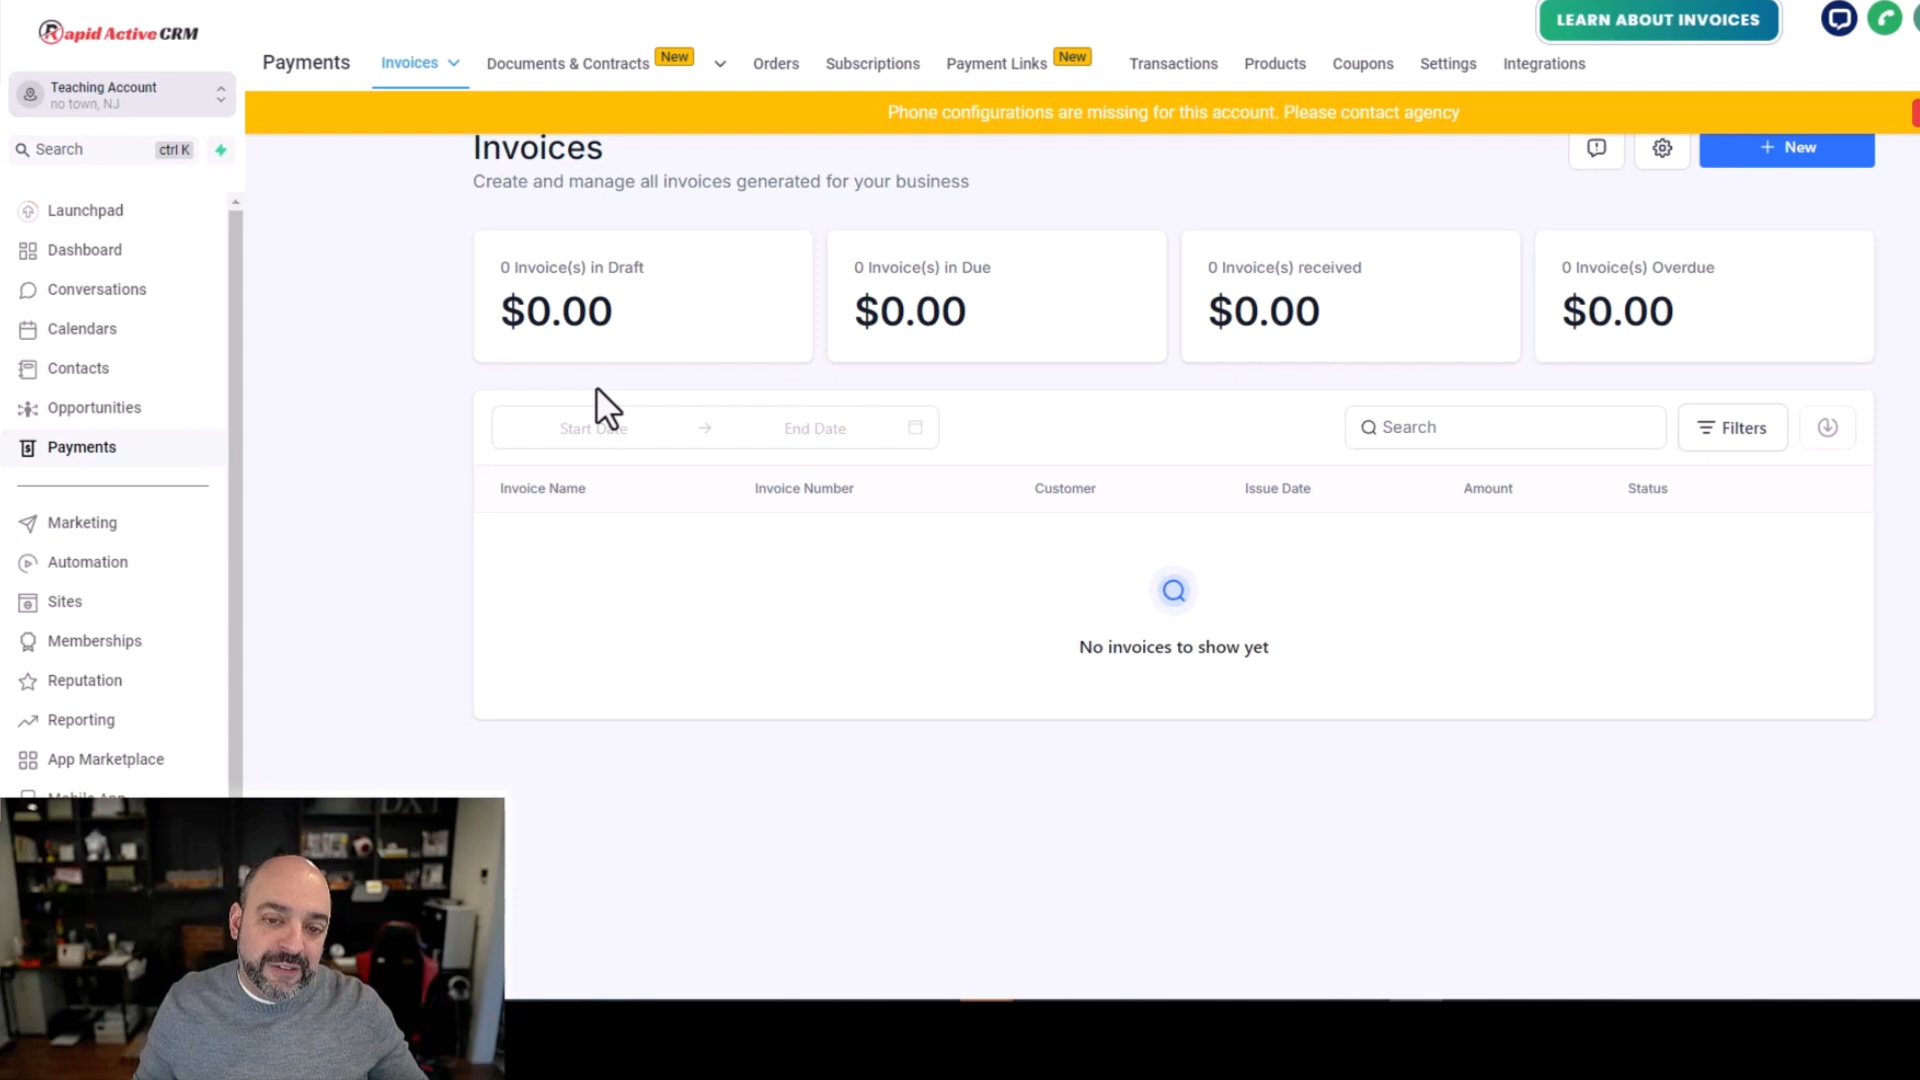 Rapid Active CRM
LEARN ABOUT INVOICES
Payments
Invoices
Documents & Contracts
New
Orders
Subscriptions
Payment Links
New
Transactions
Products
Coupons
Settings
Integrations
Teaching Account
no town, NJ
Phone configurations are missing for this account. Please contact agency
Search
ctrl K
Invoices
Create and manage all invoices generated for your business
+ New
Launchpad
Dashboard
Conversations
Calendars
Contacts
Opportunities
Payments
Marketing
Automation
Sites
Memberships
Reputation
Reporting
App Marketplace
Mobile App
0 Invoice(s) in Draft
$0.00
0 Invoice(s) in Due
$0.00
0 Invoice(s) received
$0.00
0 Invoice(s) Overdue
$0.00
Start Date
End Date
Search
Filters
Invoice Name
Invoice Number
Customer
Issue Date
Amount
Status
No invoices to show yet